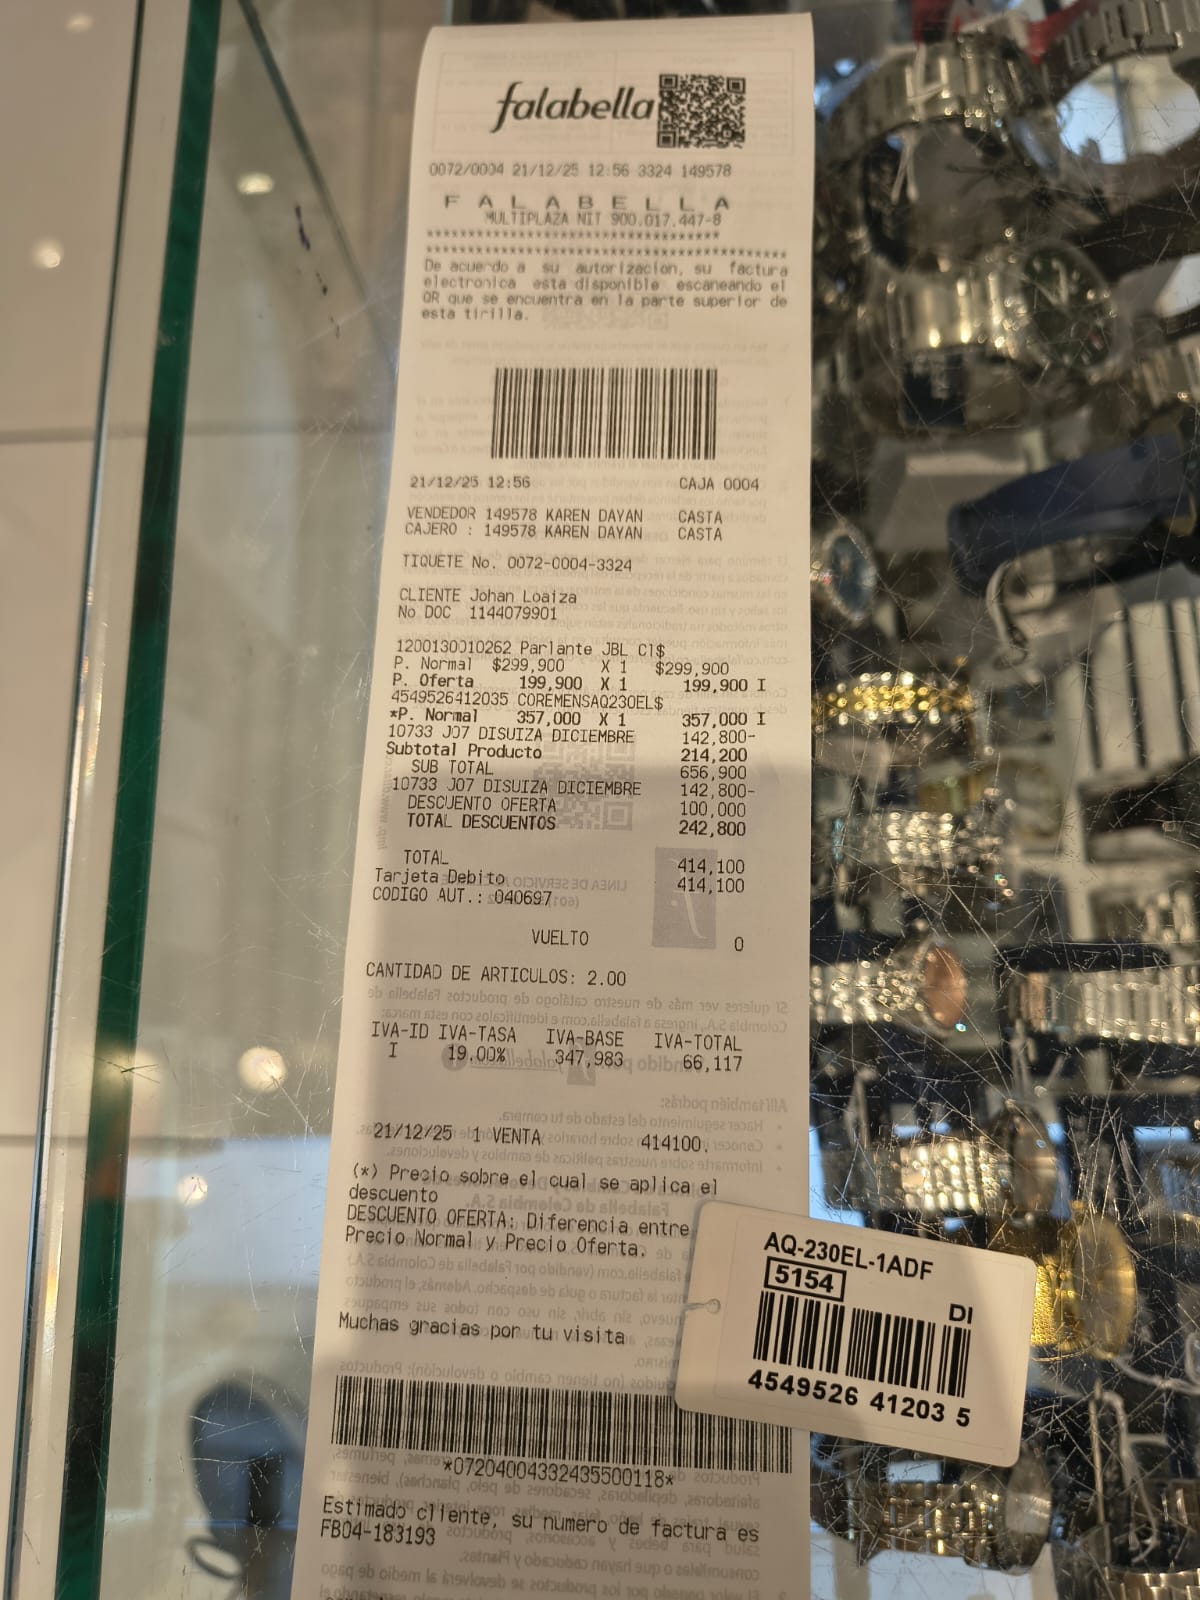 falabella
0072/0004 21/12/25 12:56 3324 149578
F A L A B E L L A
MULTIPLAZA NIT 900.017.447-8
****************************************
****************************************
De acuerdo a su autorizacion, su factura
electronica esta disponible escaneando el
QR que se encuentra en la parte superior de
esta tirilla.
21/12/25 12:56 CAJA 0004
VENDEDOR 149578 KAREN DAYAN CASTA
CAJERO : 149578 KAREN DAYAN CASTA
TIQUETE No. 0072-0004-3324
CLIENTE Johan Loaiza
No DOC 1144079901
1200130010262 Parlante JBL Cl$
P. Normal $299,900 X 1 $299,900
P. Oferta 199,900 X 1 199,900 I
4549526412035 COREMENSAQ230EL$
*P. Normal 357,000 X 1 357,000 I
10733 J07 DISUIZA DICIEMBRE 142,800-
Subtotal Producto 214,200
SUB TOTAL 656,900
10733 J07 DISUIZA DICIEMBRE 142,800-
DESCUENTO OFERTA 100,000
TOTAL DESCUENTOS 242,800
TOTAL 414,100
Tarjeta Debito 414,100
CODIGO AUT.: 040697
VUELTO 0
CANTIDAD DE ARTICULOS: 2.00
IVA-ID IVA-TASA IVA-BASE IVA-TOTAL
I 19.00% 347,983 66,117
21/12/25 1 VENTA 414100.
(*) Precio sobre el cual se aplica el
descuento
DESCUENTO OFERTA: Diferencia entre
Precio Normal y Precio Oferta.
Muchas gracias por tu visita
*07204004332435500118*
Estimado cliente, su numero de factura es
FB04-183193
AQ-230EL-1ADF
5154
DI
4549526 41203 5